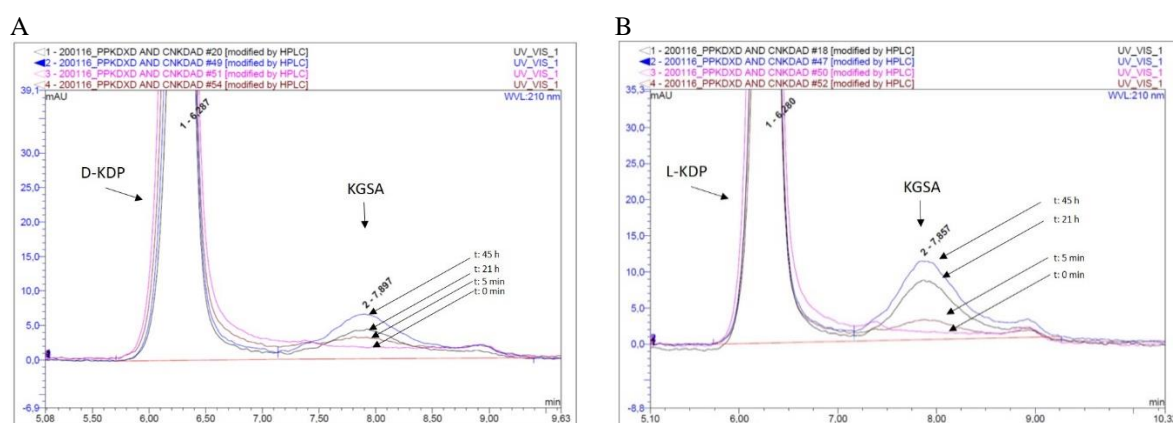 A
1 - 200116_PPKDXD AND CNKDAD #20 [modified by HPLC] UV_VIS_1
2 - 200116_PPKDXD AND CNKDAD #49 [modified by HPLC] UV_VIS_1
3 - 200116_PPKDXD AND CNKDAD #51 [modified by HPLC] UV_VIS_1
4 - 200116_PPKDXD AND CNKDAD #54 [modified by HPLC] UV_VIS_1
39,1
mAU
WVL:210 nm
1 - 6,287
30,0
25,0
D-KDP
KGSA
20,0
15,0
t: 45 h
t: 21 h
t: 5 min
t: 0 min
2 - 7,897
10,0
5,0
0,0
-6,9
min
5,08 5,50 6,00 6,50 7,00 7,50 8,00 8,50 9,00 9,63
B
1 - 200116_PPKDXD AND CNKDAD #18 [modified by HPLC] UV_VIS_1
2 - 200116_PPKDXD AND CNKDAD #47 [modified by HPLC] UV_VIS_1
3 - 200116_PPKDXD AND CNKDAD #50 [modified by HPLC] UV_VIS_1
4 - 200116_PPKDXD AND CNKDAD #52 [modified by HPLC] UV_VIS_1
35,3
mAU
WVL:210 nm
1 - 6,280
30,0
25,0
L-KDP
KGSA
20,0
t: 45 h
t: 21 h
15,0
2 - 7,857
t: 5 min
10,0
t: 0 min
5,0
0,0
-8,8
min
5,10 6,00 7,00 8,00 9,00